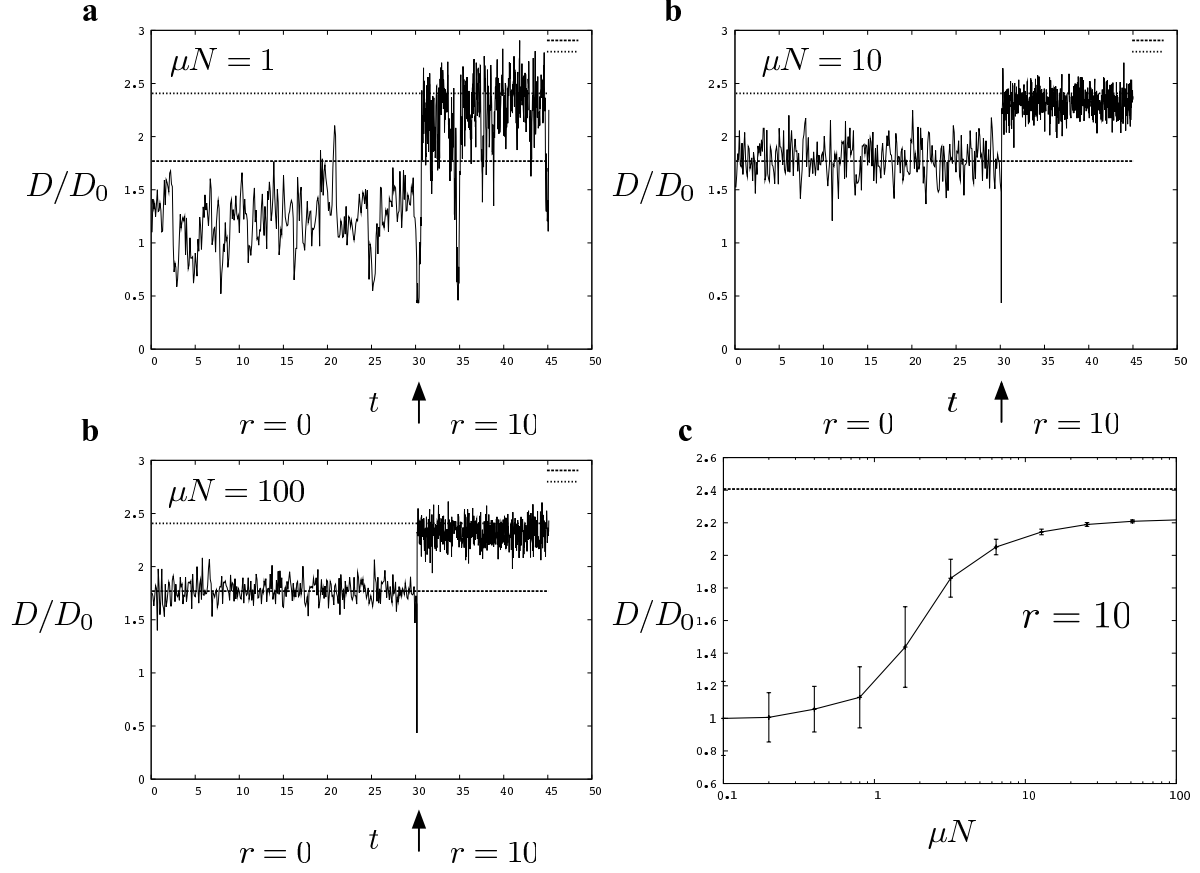 a
μN = 1
D/D₀
3
2.5
2
1.5
1
0.5
0
0 5 10 15 20 25 30 35 40 45 50
t
r = 0 r = 10
b
μN = 10
D/D₀
3
2.5
2
1.5
1
0.5
0
0 5 10 15 20 25 30 35 40 45 50
t
r = 0 r = 10
b
μN = 100
D/D₀
3
2.5
2
1.5
1
0.5
0
0 5 10 15 20 25 30 35 40 45 50
t
r = 0 r = 10
c
D/D₀
2.6
2.4
2.2
2
1.8
1.6
1.4
1.2
1
0.8
0.6
r = 10
0.1 1 10 100
μN